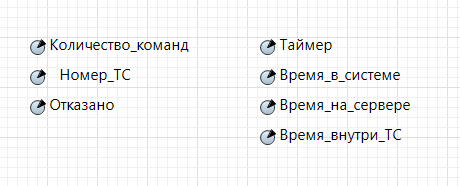 Количество_команд
Номер_ТС
Отказано
Таймер
Время_в_системе
Время_на_сервере
Время_внутри_ТС